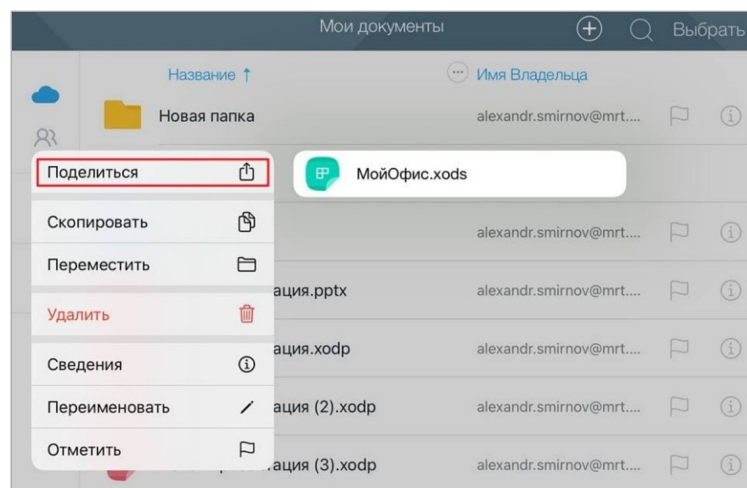 Мои документы
Выбрать
Название ↑
Имя Владельца
Новая папка
alexandr.smirnov@mrt....
Поделиться
МойОфис.xods
Скопировать
alexandr.smirnov@mrt....
Переместить
ация.pptx
alexandr.smirnov@mrt....
Удалить
ация.xodp
alexandr.smirnov@mrt....
Сведения
Переименовать
ация (2).xodp
alexandr.smirnov@mrt....
Отметить
ация (3).xodp
alexandr.smirnov@mrt....